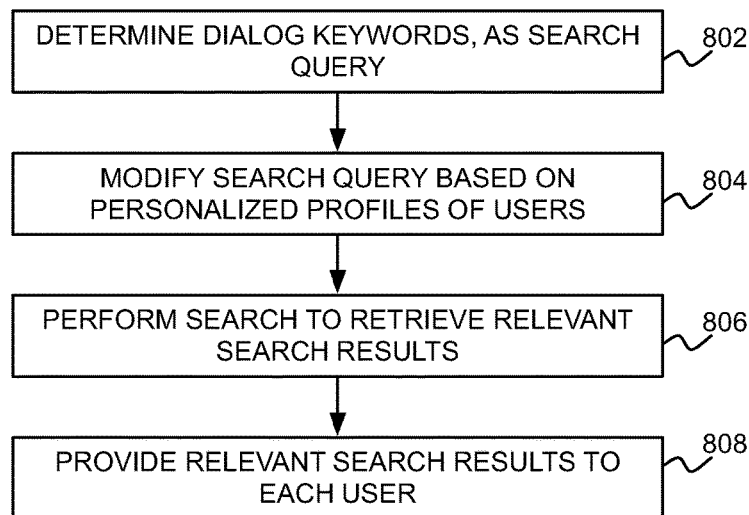 DETERMINE DIALOG KEYWORDS, AS SEARCH
QUERY
802
MODIFY SEARCH QUERY BASED ON
PERSONALIZED PROFILES OF USERS
804
PERFORM SEARCH TO RETRIEVE RELEVANT
SEARCH RESULTS
806
PROVIDE RELEVANT SEARCH RESULTS TO
EACH USER
808